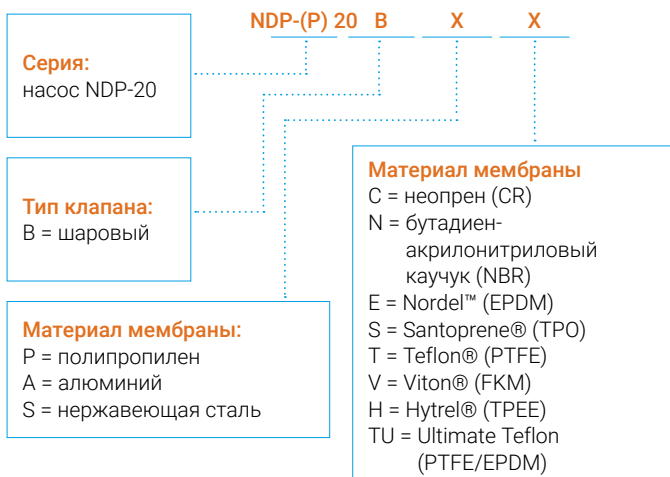 NDP-(P) 20 B X X
Серия:
насос NDP-20
Тип клапана:
B = шаровый
Материал мембраны:
P = полипропилен
A = алюминий
S = нержавеющая сталь
Материал мембраны
C = неопрен (CR)
N = бутадиен-
акрилонитриловый
каучук (NBR)
E = Nordel™ (EPDM)
S = Santoprene® (TPO)
T = Teflon® (PTFE)
V = Viton® (FKM)
H = Hytrel® (TPEE)
TU = Ultimate Teflon
(PTFE/EPDM)